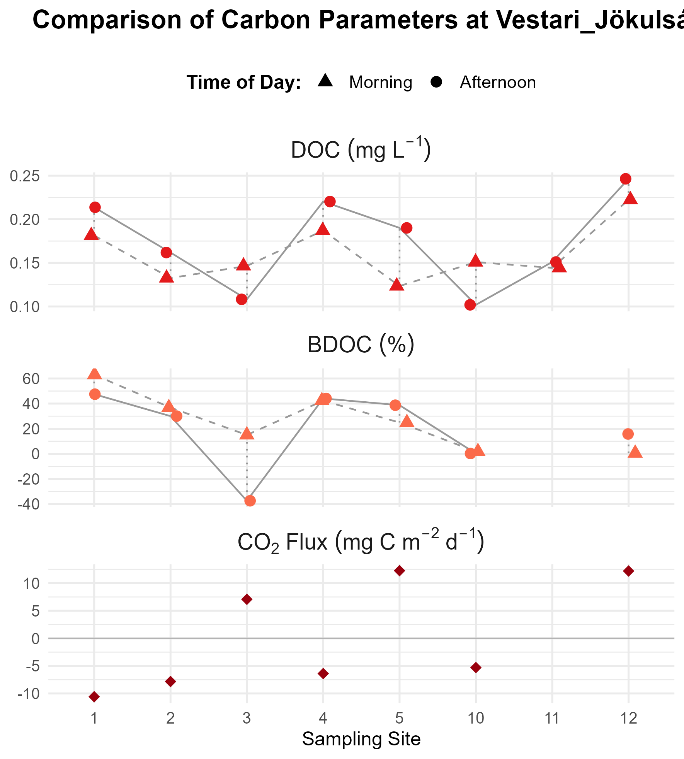 Comparison of Carbon Parameters at Vestari_Jökulsá
Time of Day: Morning Afternoon
DOC (mg L⁻¹)
0.25
0.20
0.15
0.10
BDOC (%)
60
40
20
0
-20
-40
CO₂ Flux (mg C m⁻² d⁻¹)
10
5
0
-5
-10
1 2 3 4 5 10 11 12
Sampling Site